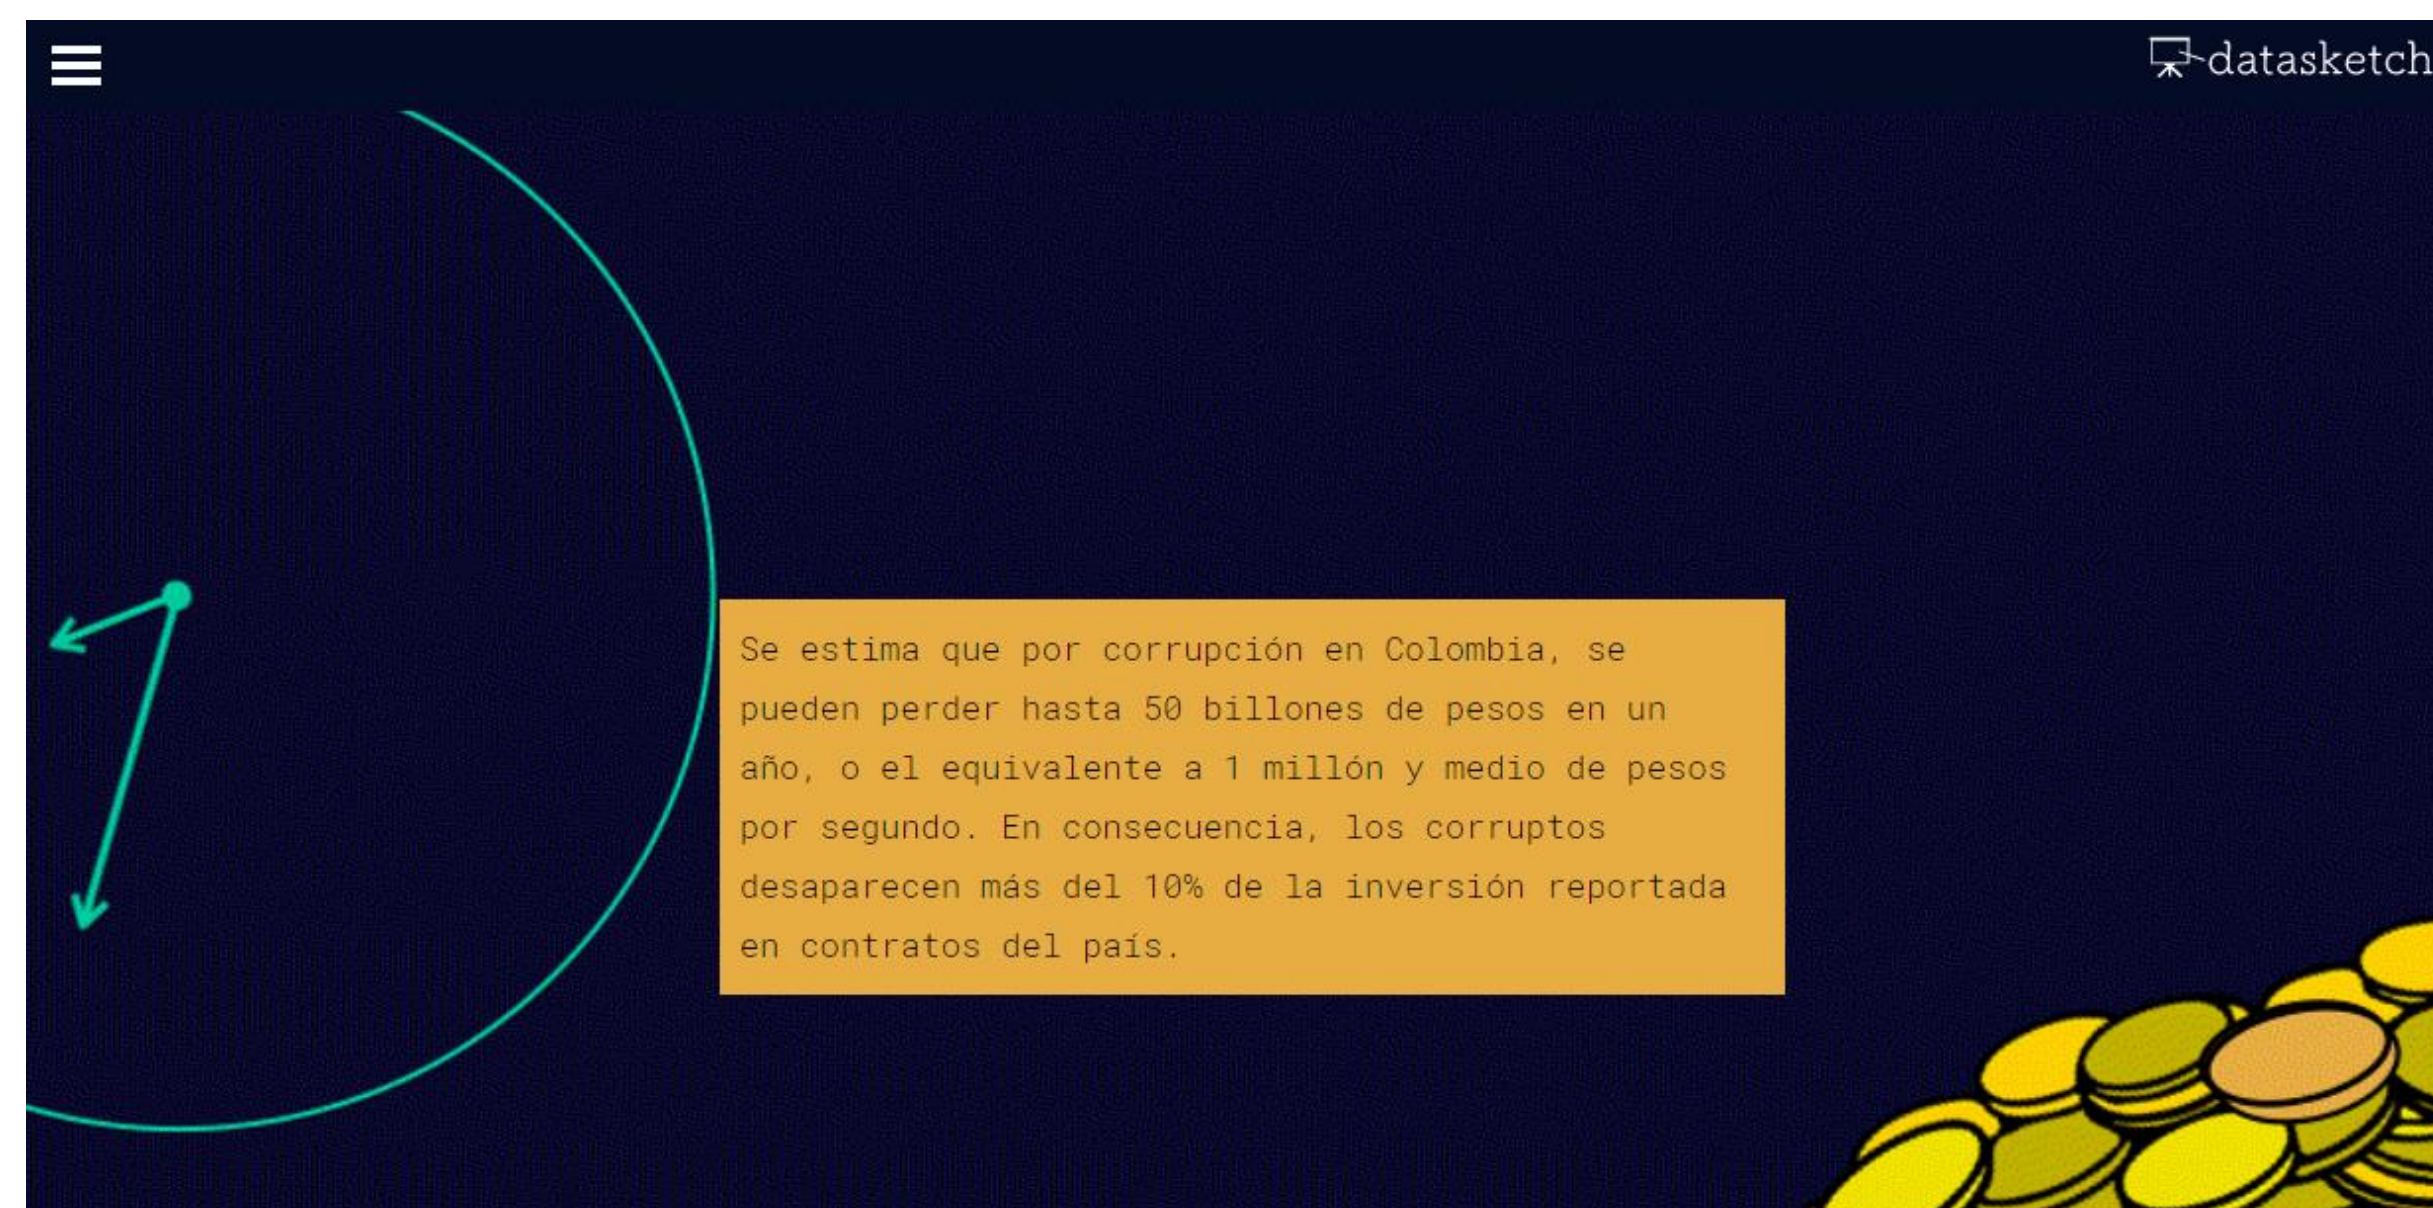 datasketch
Se estima que por corrupción en Colombia, se
pueden perder hasta 50 billones de pesos en un
año, o el equivalente a 1 millón y medio de pesos
por segundo. En consecuencia, los corruptos
desaparecen más del 10% de la inversión reportada
en contratos del país.